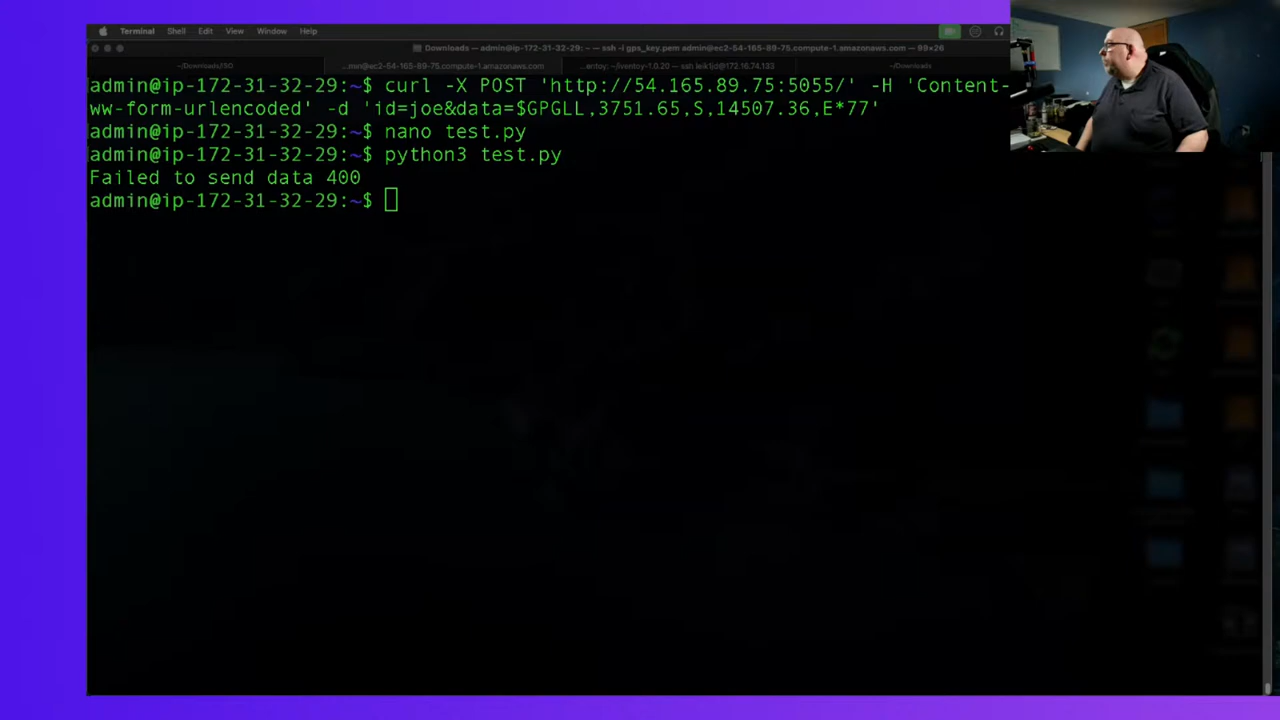 Terminal Shell Edit View Window Help
Downloads — admin@ip-172-31-32-29: ~ — ssh -i gps_key.pem admin@ec2-54-165-89-75.compute-1.amazonaws.com — 99×26
~/Downloads/ISO ...mn@ec2-54-165-89-75.compute-1.amazonaws.com ...entoy: ~/iventoy-1.0.20 — ssh leik1jd@172.16.74.133 ~/Downloads
admin@ip-172-31-32-29:~$ curl -X POST 'http://54.165.89.75:5055/' -H 'Content-
ww-form-urlencoded' -d 'id=joe&data=$GPGLL,3751.65,S,14507.36,E*77'
admin@ip-172-31-32-29:~$ nano test.py
admin@ip-172-31-32-29:~$ python3 test.py
Failed to send data 400
admin@ip-172-31-32-29:~$